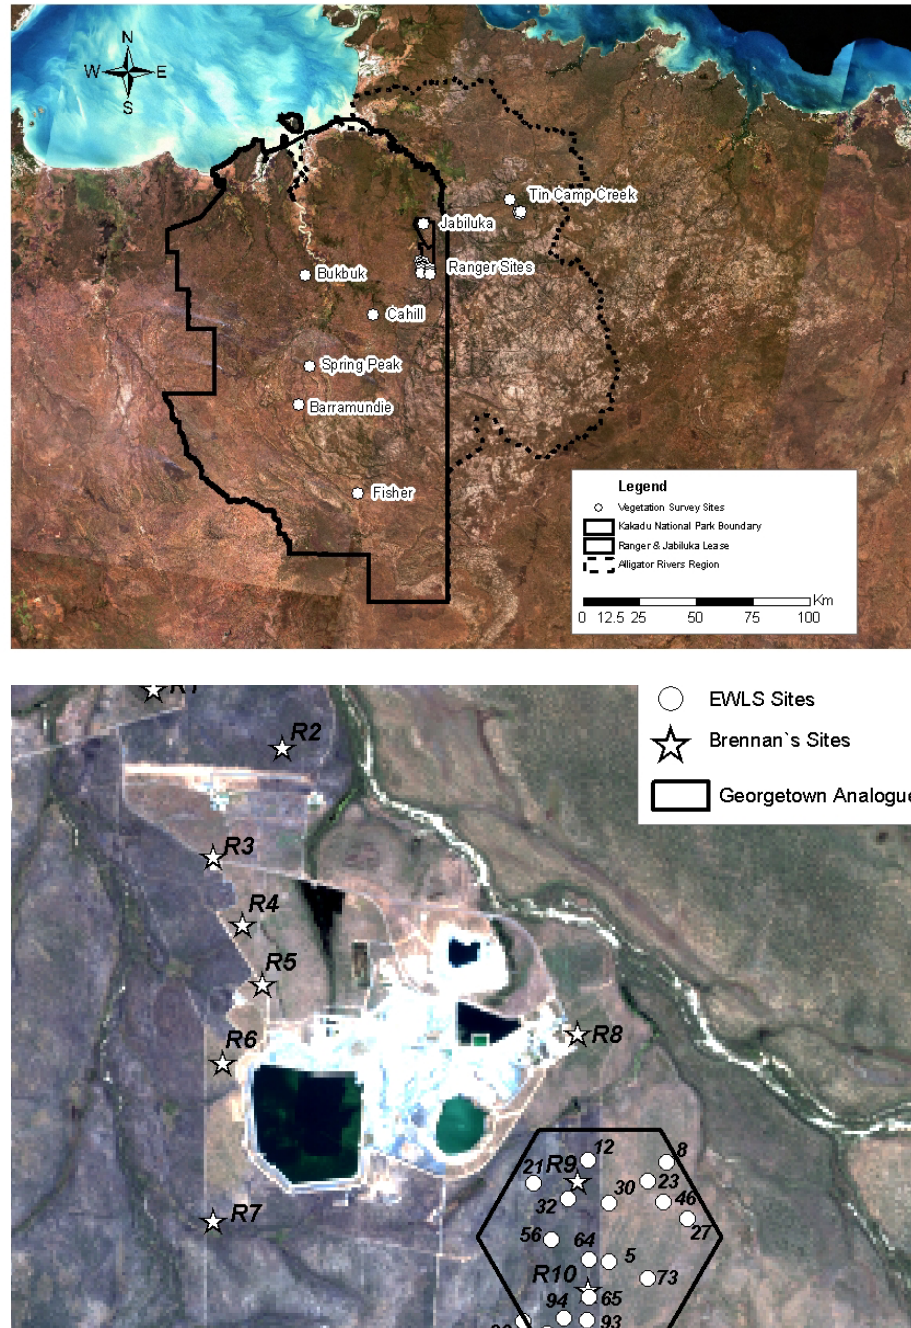 N
W E
S
Tin Camp Creek
Jabiluka
Ranger Sites
Bukbuk
Cahill
Spring Peak
Barramundie
Fisher
Legend
Vegetation Survey Sites
Kakadu National Park Boundary
Ranger & Jabiluka Lease
Alligator Rivers Region
Km
0 12.5 25 50 75 100
EWLS Sites
Brennan`s Sites
Georgetown Analogue
R1
R2
R3
R4
R5
R6
R8
R7
12
8
21
R9
23
32
30
46
27
56
64
5
R10
73
65
94
93